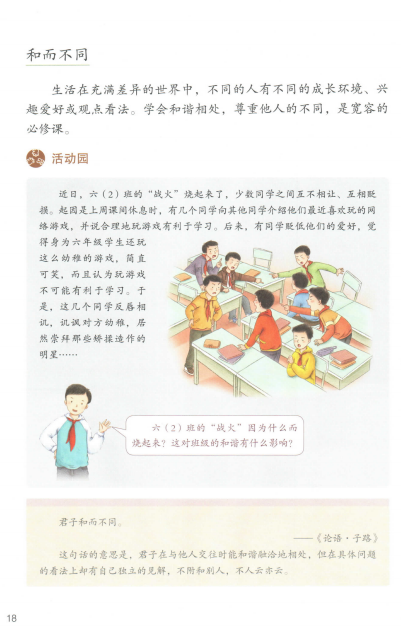 和而不同
生活在充满差异的世界中，不同的人有不同的成长环境、兴
趣爱好或观点看法。学会和谐相处，尊重他人的不同，是宽容的
必修课。
活动园
近日，六（2）班的“战火”烧起来了，少数同学之间互不相让、互相贬
损。起因是上周课间休息时，有几个同学向其他同学介绍他们最近喜欢玩的网
络游戏，并说合理地玩游戏有利于学习。后来，有同学贬低他们的爱好，觉
得身为六年级学生还玩
这么幼稚的游戏，简直
可笑，而且认为玩游戏
不可能有利于学习。于
是，这几个同学反唇相
讥，讥讽对方幼稚，居
然崇拜那些矫揉造作的
明星……
六（2）班的“战火”因为什么而
烧起来？这对班级的和谐有什么影响？
君子和而不同。
——《论语·子路》
这句话的意思是，君子在与他人交往时能和谐融洽地相处，但在具体问题
的看法上却有自己独立的见解，不附和别人，不人云亦云。
18